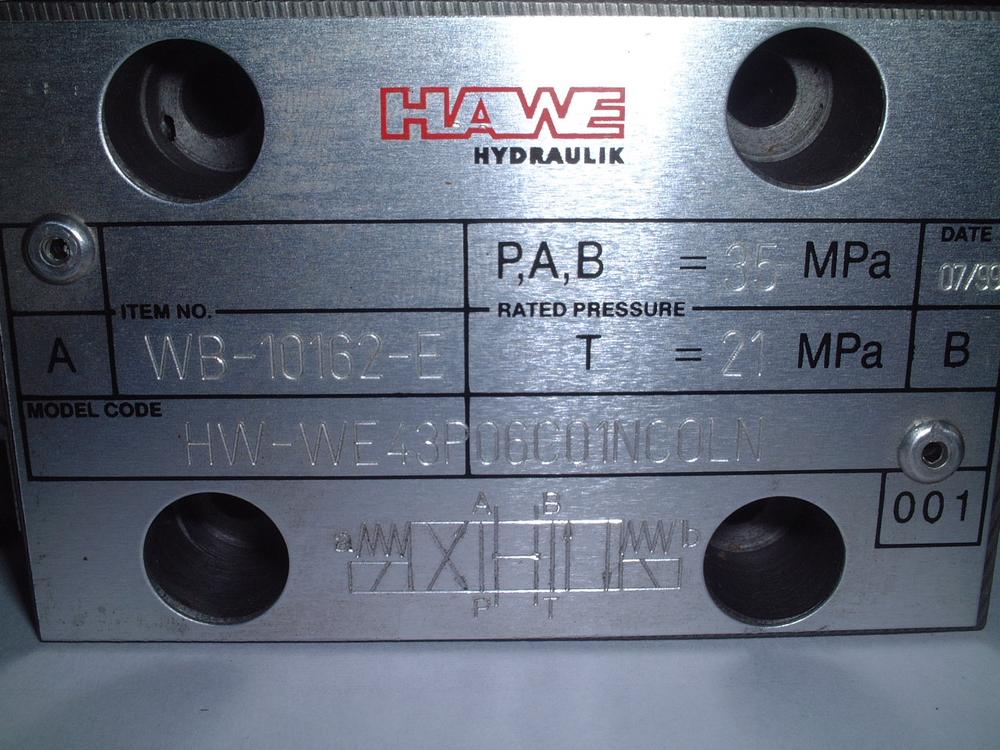 HAWE
HYDRAULIK
DATE
P,A,B = 35 MPa
07/99
ITEM NO.
RATED PRESSURE
A
WB-10162-E
T = 21 MPa
B
MODEL CODE
HW-WE43P06C01NC0LN
001
A B
a b
P T